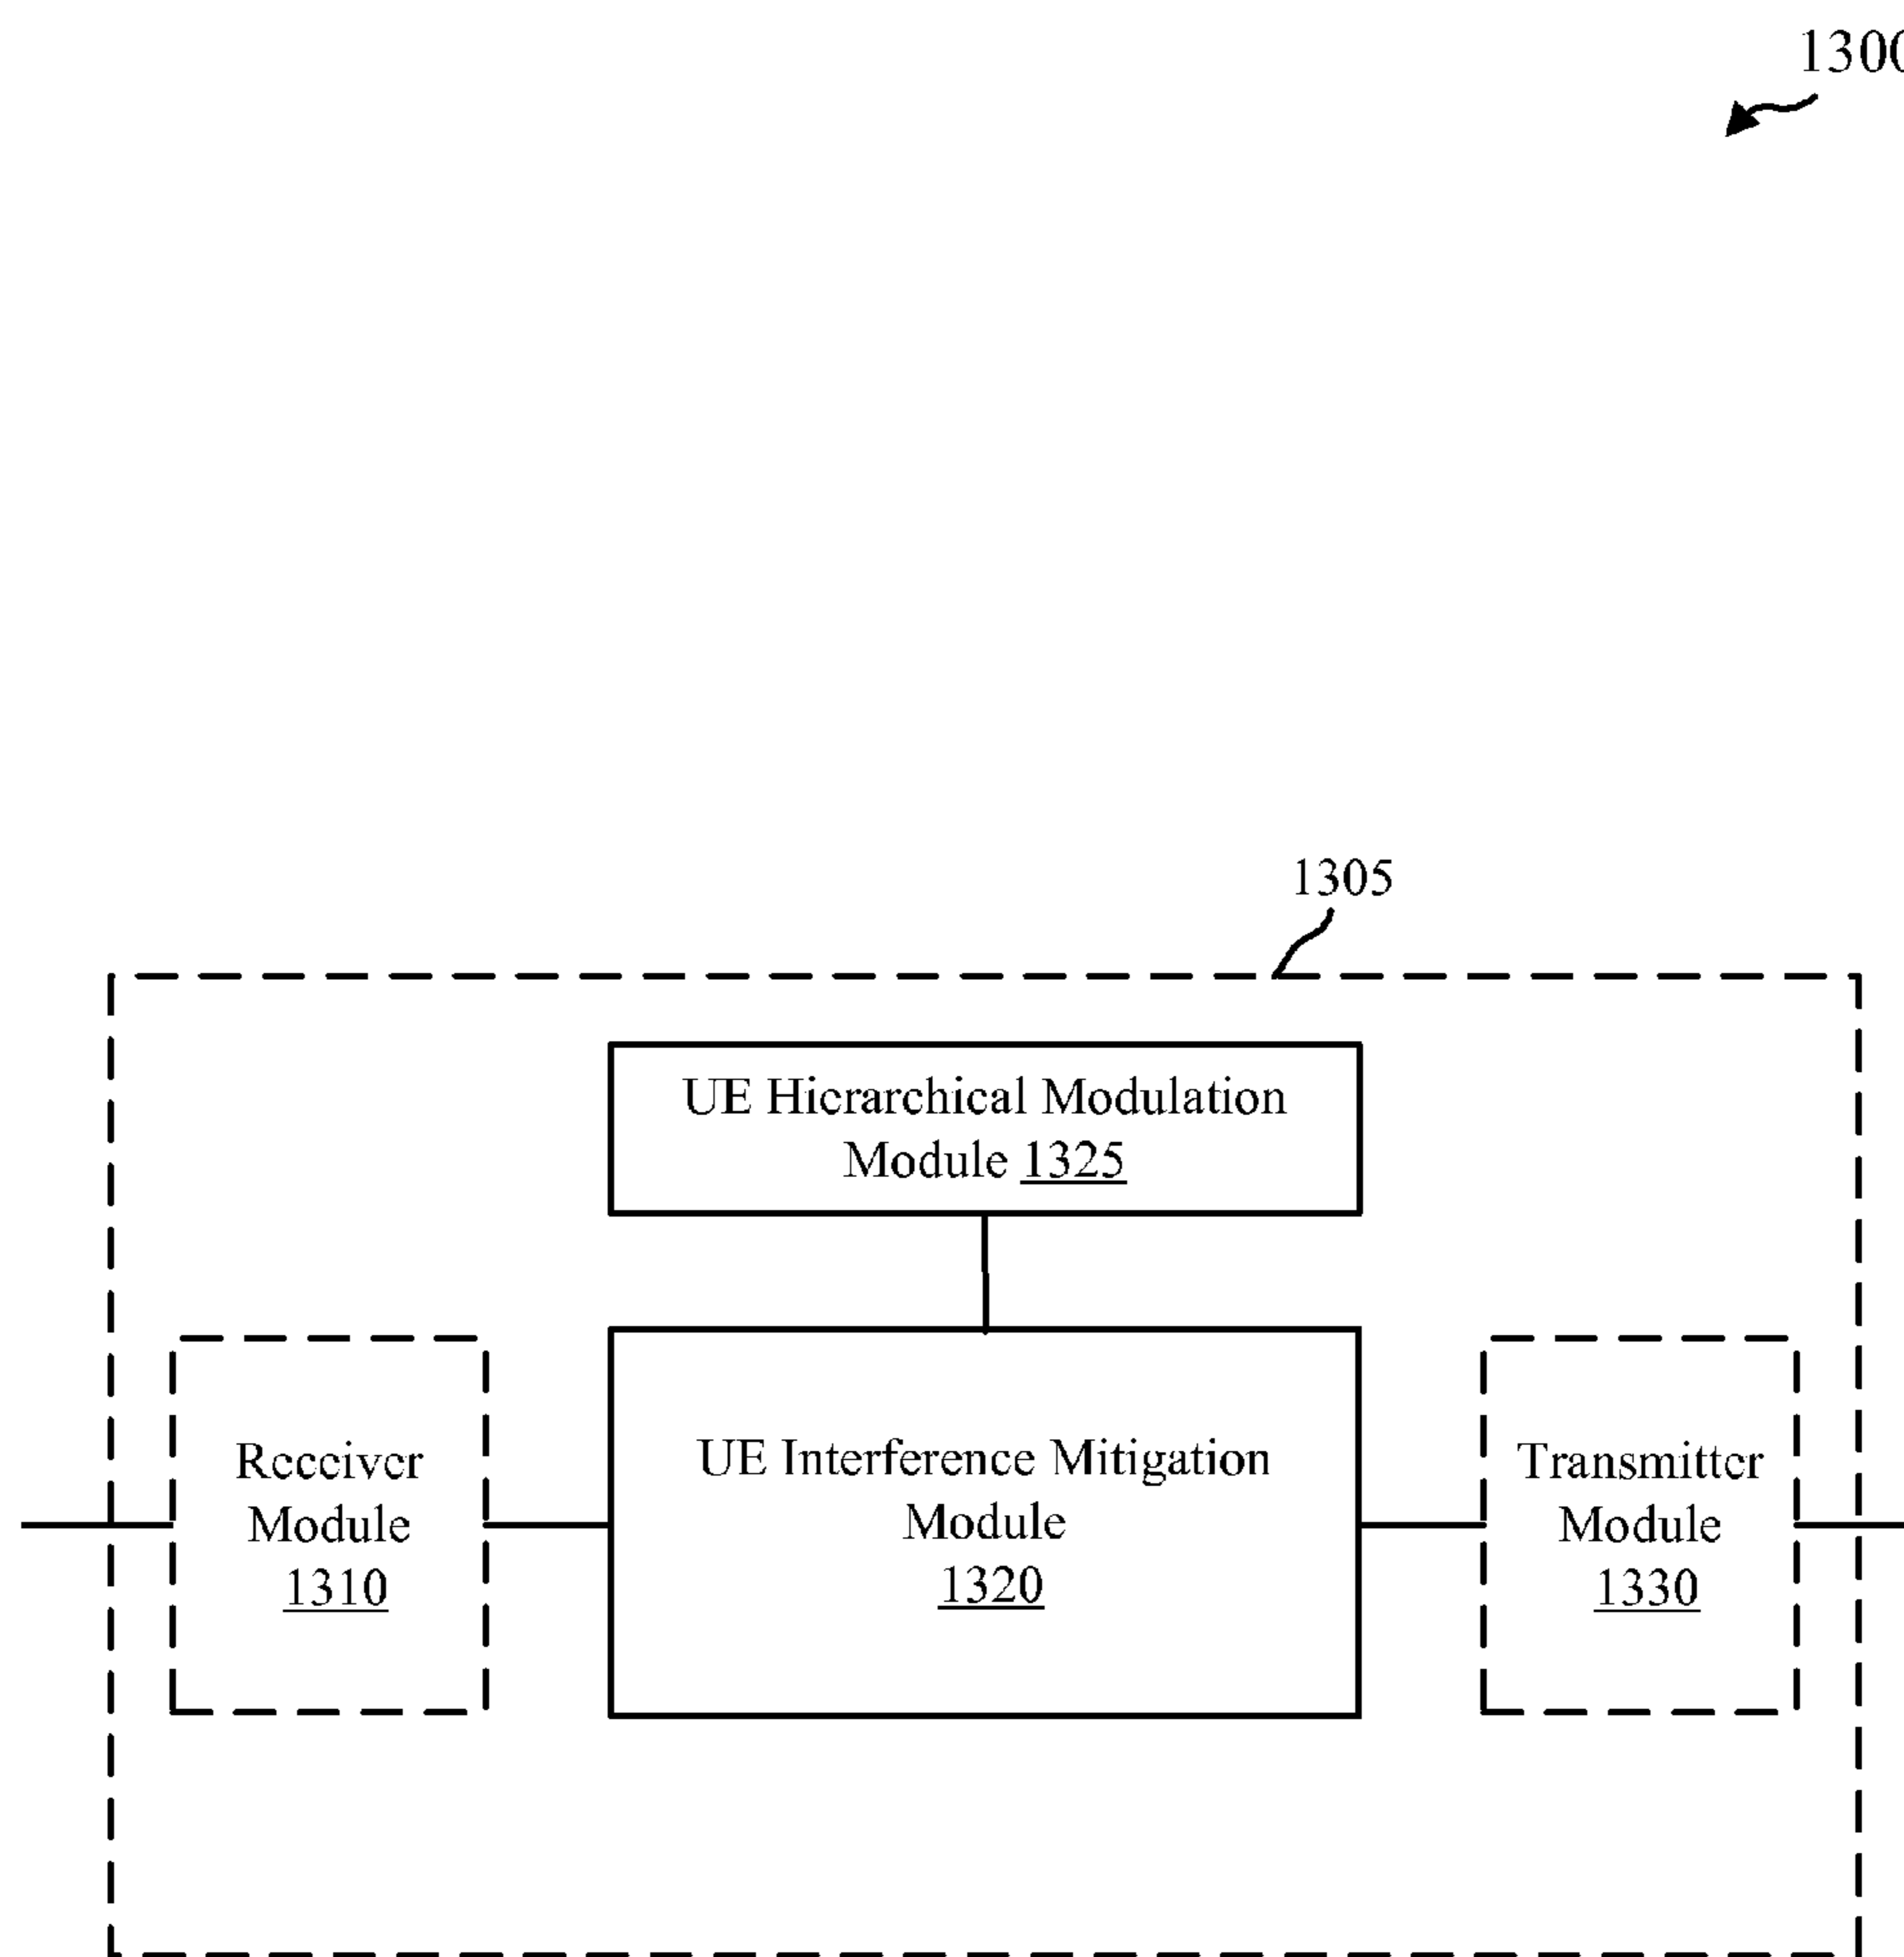 1300
1305
UE Hierarchical Modulation
Module 1325
Receiver
Module
1310
UE Interference Mitigation
Module
1320
Transmitter
Module
1330